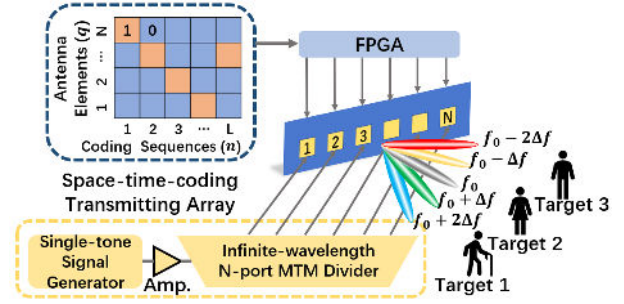 Antenna
Elements (q)
N
...
2
1
1 0
1 2 3 ... L
Coding Sequences (n)
Space-time-coding
Transmitting Array
FPGA
1
2
3
N
f₀ − 2Δf
f₀ − Δf
f₀
f₀ + Δf
f₀ + 2Δf
Target 3
Target 2
Target 1
Single-tone
Signal
Generator
Amp.
Infinite-wavelength
N-port MTM Divider